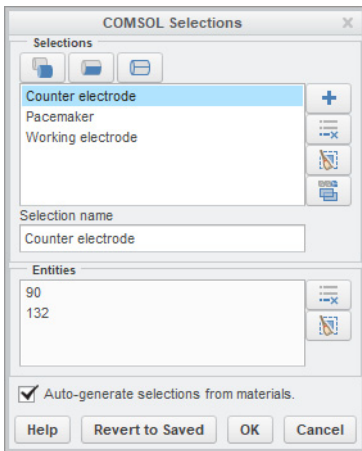 COMSOL Selections
Selections
Counter electrode
Pacemaker
Working electrode
Selection name
Counter electrode
Entities
90
132
Auto-generate selections from materials.
Help Revert to Saved OK Cancel